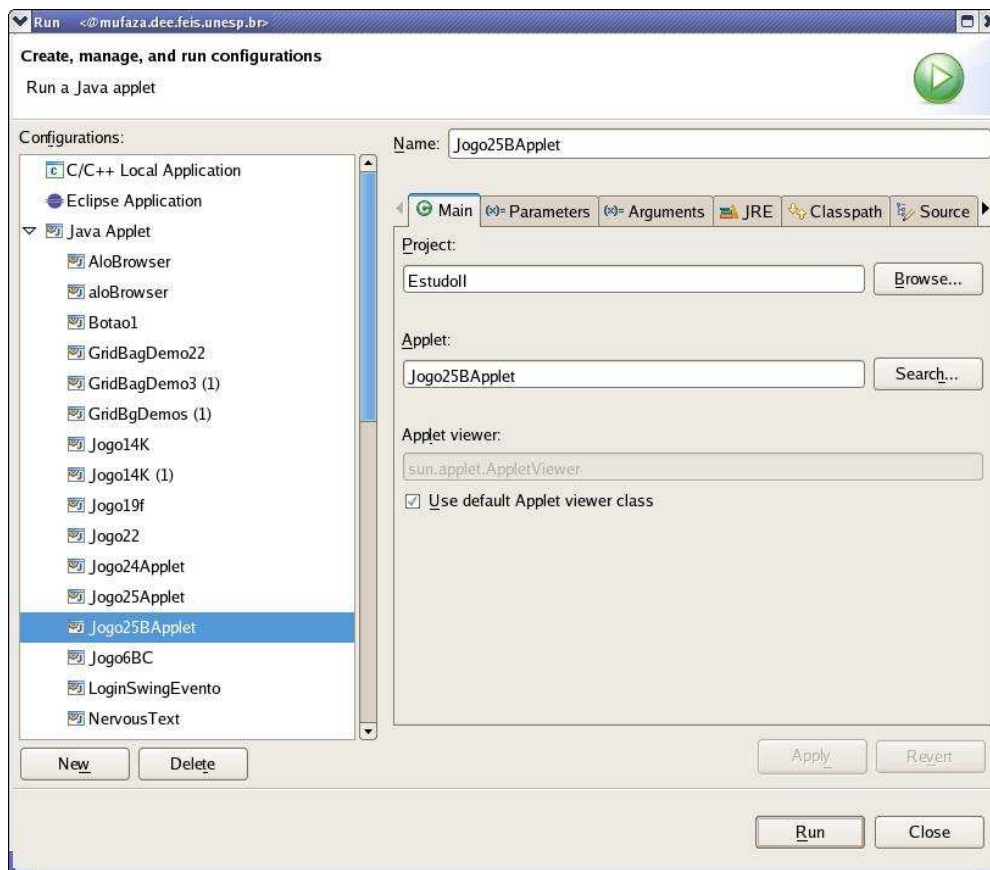 Run <@mufaza.dee.feis.unesp.br>
Create, manage, and run configurations
Run a Java applet
Configurations:
C/C++ Local Application
Eclipse Application
Java Applet
AloBrowser
aloBrowser
Botao1
GridBagDemo22
GridBagDemo3 (1)
GridBgDemos (1)
Jogo14K
Jogo14K (1)
Jogo19f
Jogo22
Jogo24Applet
Jogo25Applet
Jogo25BApplet
Jogo6BC
LoginSwingEvento
NervousText
New Delete
Name: Jogo25BApplet
Main (x)= Parameters (x)= Arguments JRE Classpath Source
Project:
EstudoII Browse...
Applet:
Jogo25BApplet Search...
Applet viewer:
sun.applet.AppletViewer
Use default Applet viewer class
Apply Revert
Run Close